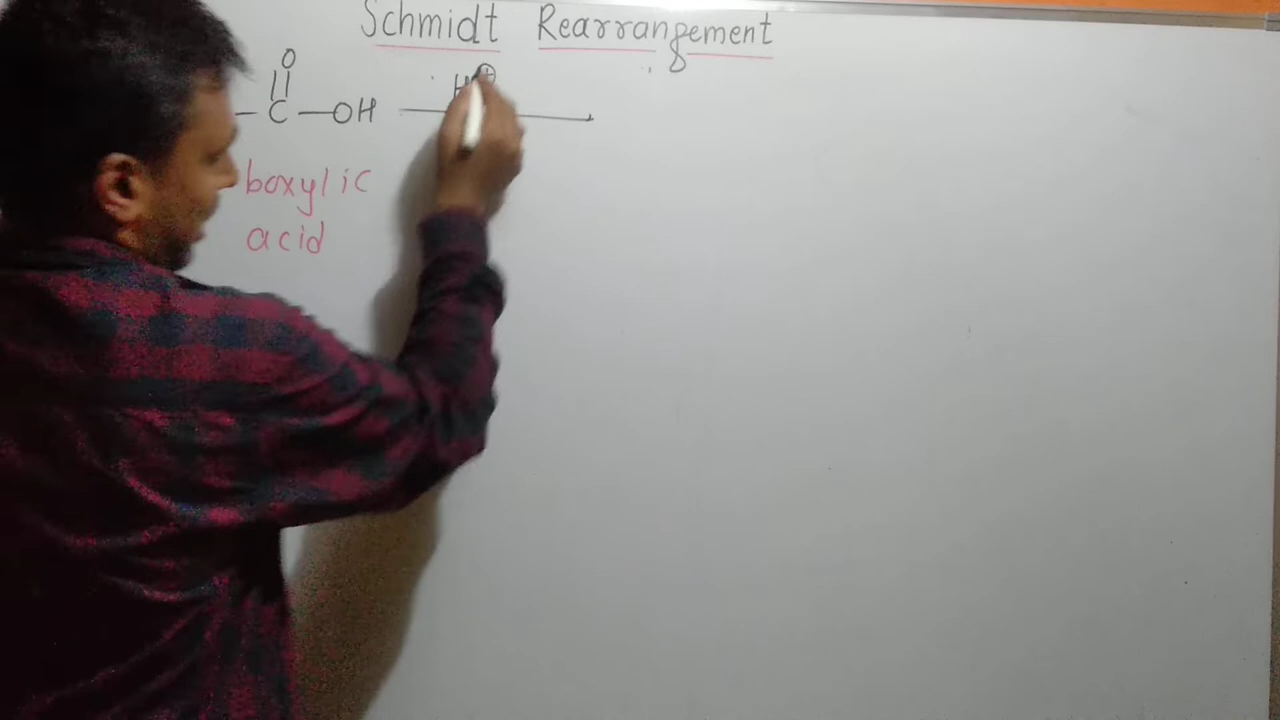 Schmidt Rearrangement
O
– C – OH H⊕
boxylic
acid